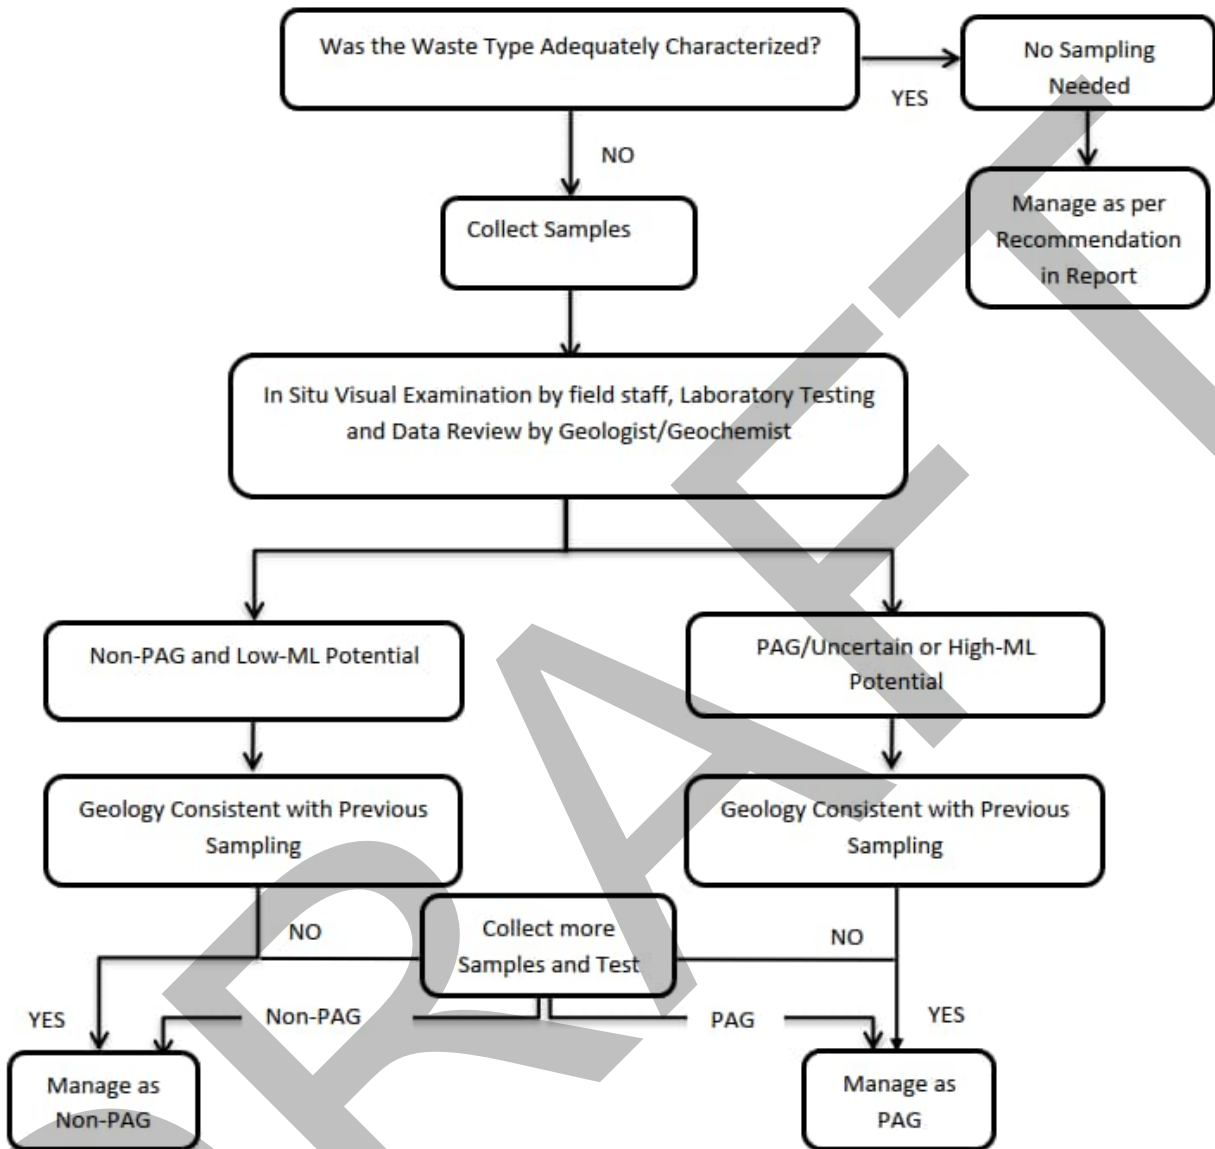 Was the Waste Type Adequately Characterized?
YES
No Sampling
Needed
NO
Manage as per
Recommendation
in Report
Collect Samples
In Situ Visual Examination by field staff, Laboratory Testing
and Data Review by Geologist/Geochemist
Non-PAG and Low-ML Potential
PAG/Uncertain or High-ML
Potential
Geology Consistent with Previous
Sampling
Geology Consistent with Previous
Sampling
NO
Collect more
Samples and Test
NO
YES
Non-PAG
PAG
YES
Manage as
Non-PAG
Manage as
PAG
DRAFT